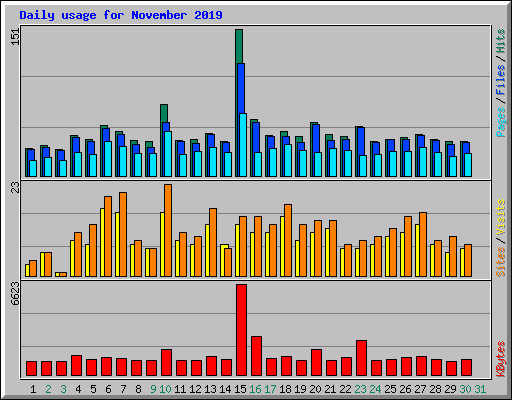 Daily usage for November 2019
151
Pages / Files / Hits
23
Sites / Visits
6623
KBytes
1 2 3 4 5 6 7 8 9 10 11 12 13 14 15 16 17 18 19 20 21 22 23 24 25 26 27 28 29 30 31